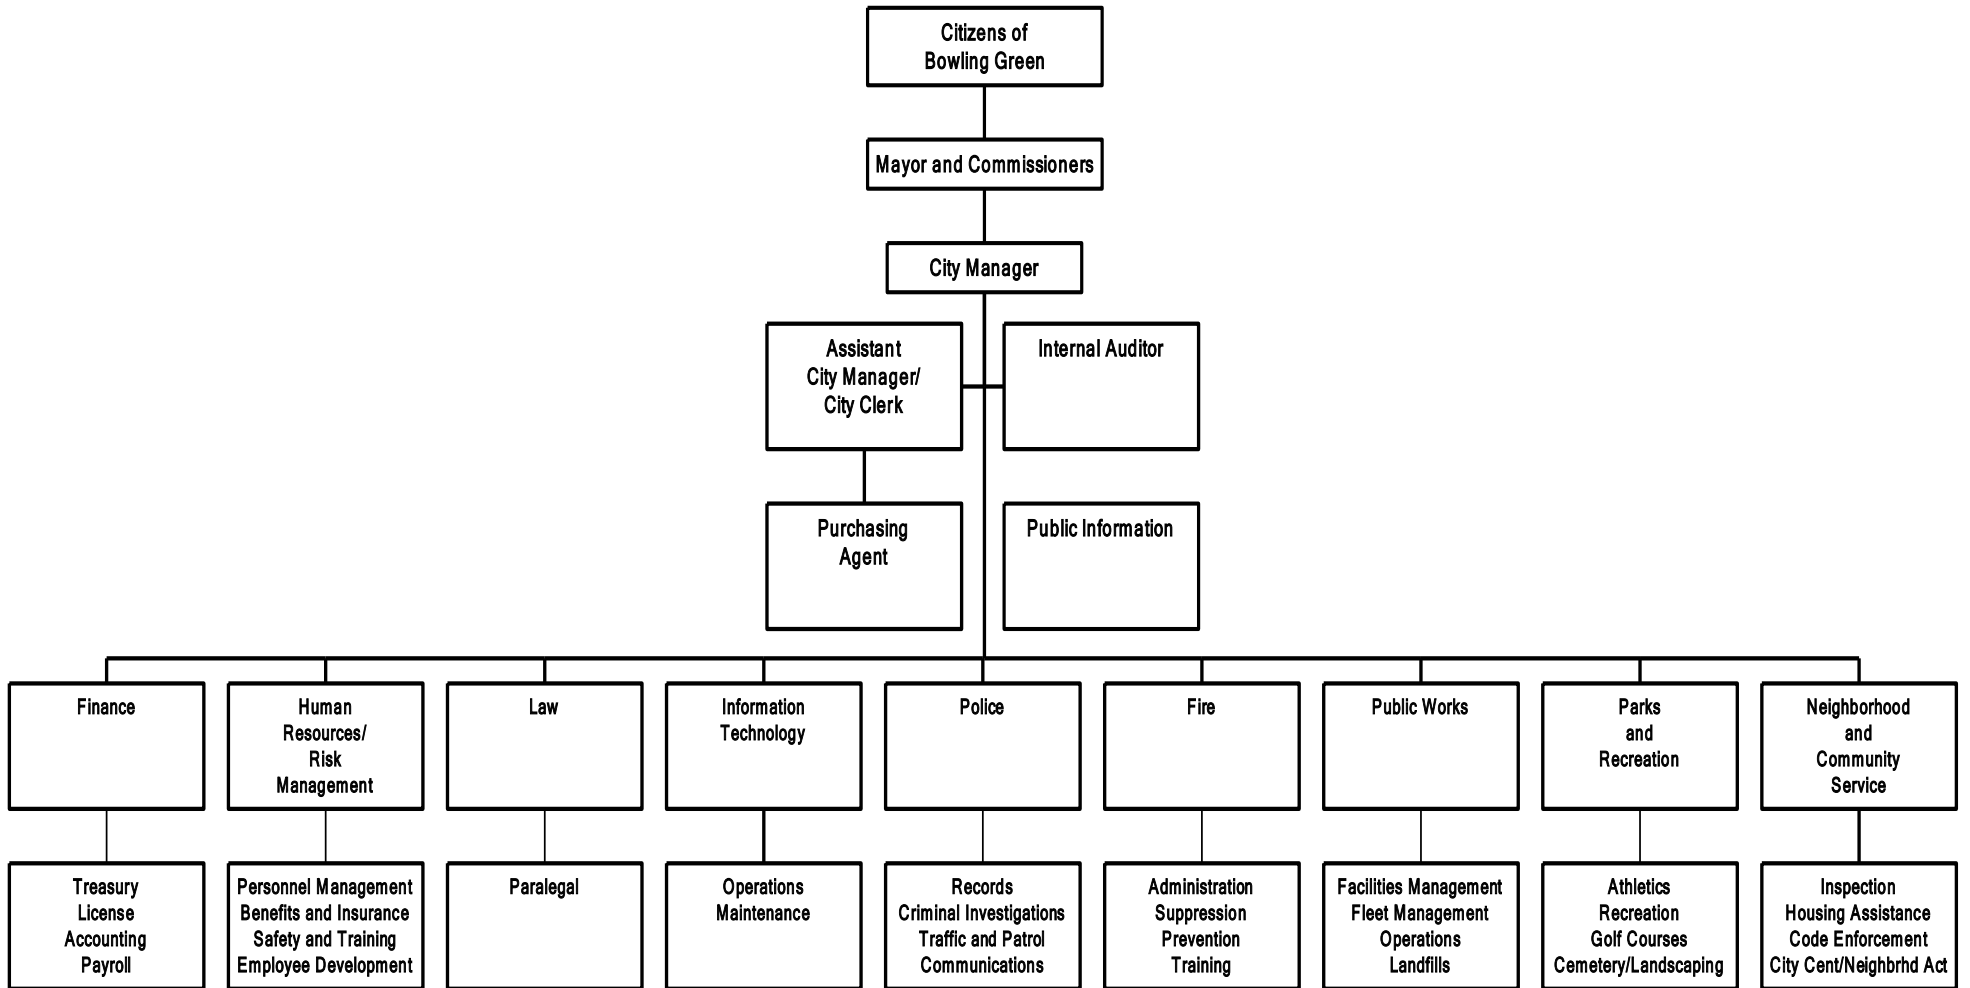 Citizens of
Bowling Green
Mayor and Commissioners
City Manager
Assistant
City Manager/
City Clerk
Internal Auditor
Purchasing
Agent
Public Information
Finance
Human
Resources/
Risk
Management
Law
Information
Technology
Police
Fire
Public Works
Parks
and
Recreation
Neighborhood
and
Community
Service
Treasury
License
Accounting
Payroll
Personnel Management
Benefits and Insurance
Safety and Training
Employee Development
Paralegal
Operations
Maintenance
Records
Criminal Investigations
Traffic and Patrol
Communications
Administration
Suppression
Prevention
Training
Facilities Management
Fleet Management
Operations
Landfills
Athletics
Recreation
Golf Courses
Cemetery/Landscaping
Inspection
Housing Assistance
Code Enforcement
City Cent/Neighbrhd Act